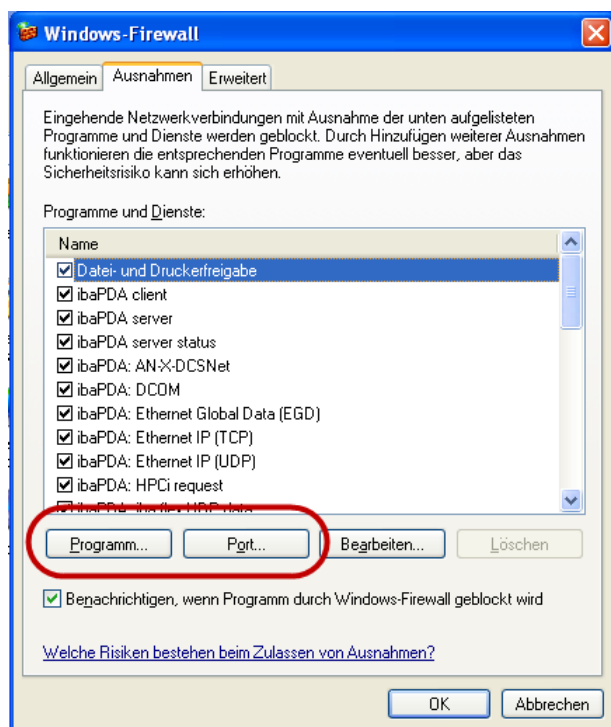 Windows-Firewall
Allgemein Ausnahmen Erweitert
Eingehende Netzwerkverbindungen mit Ausnahme der unten aufgelisteten
Programme und Dienste werden geblockt. Durch Hinzufügen weiterer Ausnahmen
funktionieren die entsprechenden Programme eventuell besser, aber das
Sicherheitsrisiko kann sich erhöhen.
Programme und Dienste:
Name
Datei- und Druckerfreigabe
ibaPDA client
ibaPDA server
ibaPDA server status
ibaPDA: AN-X-DCSNet
ibaPDA: DCOM
ibaPDA: Ethernet Global Data (EGD)
ibaPDA: Ethernet IP (TCP)
ibaPDA: Ethernet IP (UDP)
ibaPDA: HPCi request
Programm... Port... Bearbeiten... Löschen
Benachrichtigen, wenn Programm durch Windows-Firewall geblockt wird
Welche Risiken bestehen beim Zulassen von Ausnahmen?
OK Abbrechen